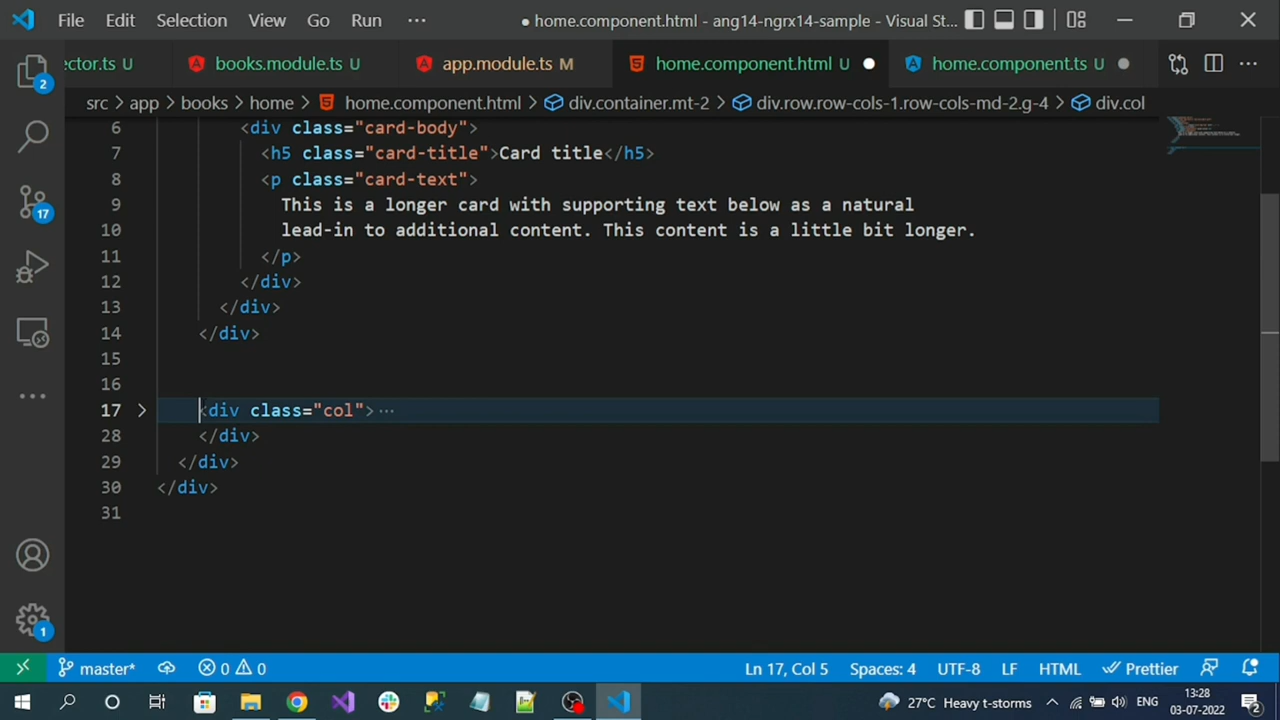 File Edit Selection View Go Run ··· ● home.component.html - ang14-ngrx14-sample - Visual St...
ector.ts U books.module.ts U app.module.ts M home.component.html U home.component.ts U
src > app > books > home > home.component.html > div.container.mt-2 > div.row.row-cols-1.row-cols-md-2.g-4 > div.col
6 <div class="card-body">
7 <h5 class="card-title">Card title</h5>
8 <p class="card-text">
9 This is a longer card with supporting text below as a natural
10 lead-in to additional content. This content is a little bit longer.
11 </p>
12 </div>
13 </div>
14 </div>
15
16
17 <div class="col"> ···
28 </div>
29 </div>
30 </div>
31
2
17
1
master* 0 0 Ln 17, Col 5 Spaces: 4 UTF-8 LF HTML Prettier
27°C Heavy t-storms ENG 13:28
03-07-2022 2